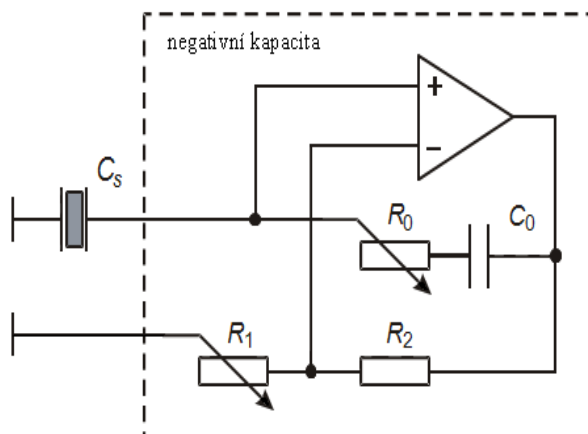 negativní kapacita
+
−
Cs
R0
C0
R1
R2